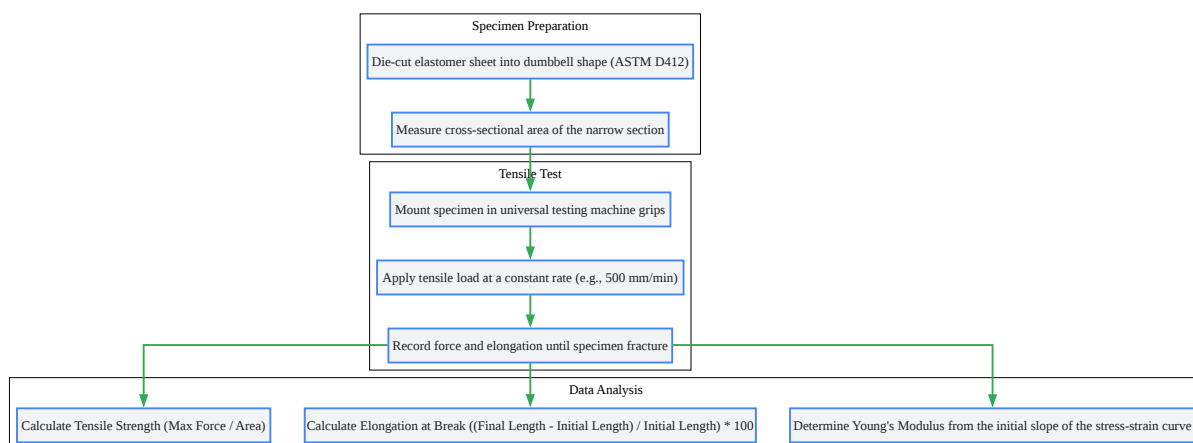 Specimen Preparation
Die-cut elastomer sheet into dumbbell shape (ASTM D412)
Measure cross-sectional area of the narrow section
Tensile Test
Mount specimen in universal testing machine grips
Apply tensile load at a constant rate (e.g., 500 mm/min)
Record force and elongation until specimen fracture
Data Analysis
Calculate Tensile Strength (Max Force / Area)
Calculate Elongation at Break ((Final Length - Initial Length) / Initial Length) * 100
Determine Young's Modulus from the initial slope of the stress-strain curve